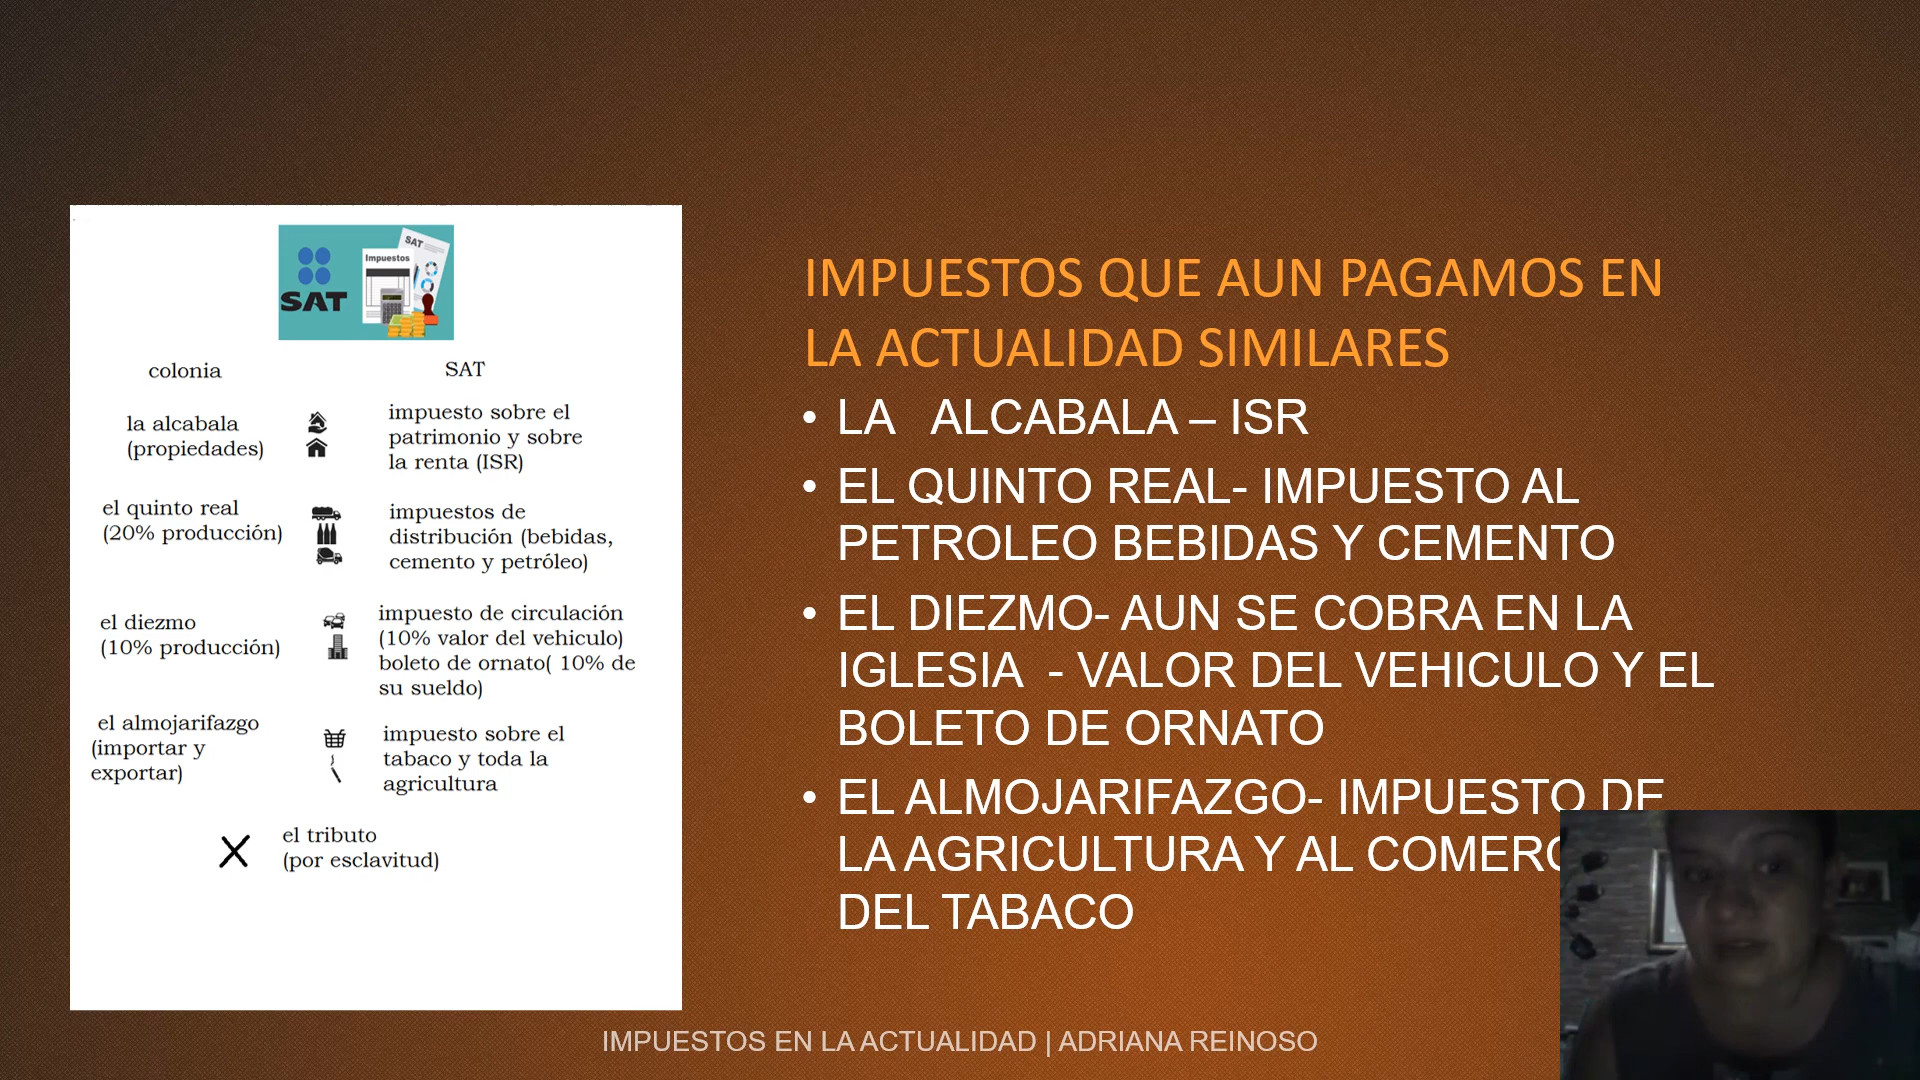 SAT
Impuestos
SAT
colonia
SAT
la alcabala
(propiedades)
impuesto sobre el
patrimonio y sobre
la renta (ISR)
el quinto real
(20% producción)
impuestos de
distribución (bebidas,
cemento y petróleo)
el diezmo
(10% producción)
impuesto de circulación
(10% valor del vehiculo)
boleto de ornato( 10% de
su sueldo)
el almojarifazgo
(importar y
exportar)
impuesto sobre el
tabaco y toda la
agricultura
el tributo
(por esclavitud)
IMPUESTOS QUE AUN PAGAMOS EN
LA ACTUALIDAD SIMILARES
• LA ALCABALA – ISR
• EL QUINTO REAL- IMPUESTO AL
PETROLEO BEBIDAS Y CEMENTO
• EL DIEZMO- AUN SE COBRA EN LA
IGLESIA - VALOR DEL VEHICULO Y EL
BOLETO DE ORNATO
• EL ALMOJARIFAZGO- IMPUESTO DE
LA AGRICULTURA Y AL
DEL TABACO
IMPUESTOS EN LA ACTUALIDAD | ADRIANA REINOSO